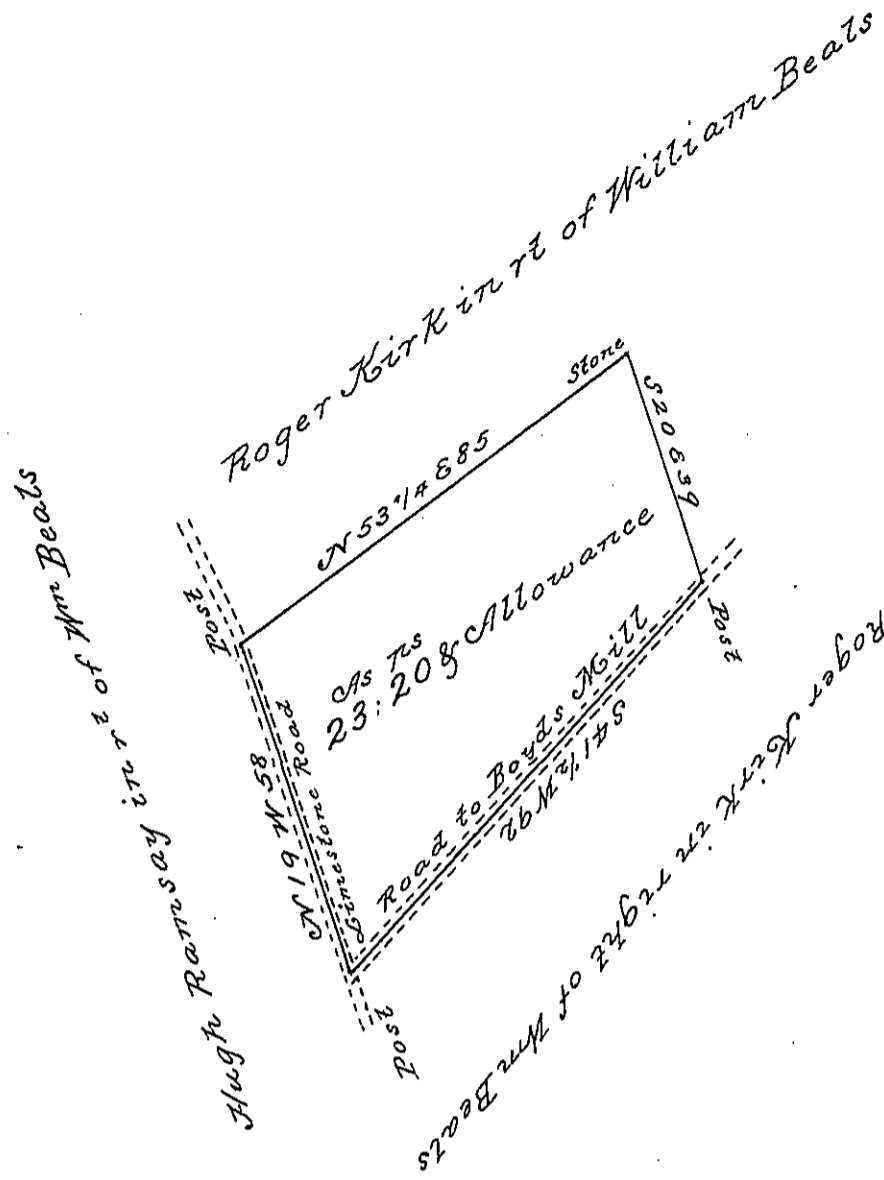 Roger Kirk in rt of William Beals
Stone
N 53 1/4 E 85
S 20 E 39
Post
Hugh Ramsay in rt of Wm Beals
As Ps
23:20 & Allowance
N 19 W 58
Limestone Road
Road to Boyds Mill
S 41 1/2 W 92
Post
Post
Roger Kirk in right of Wm Beals